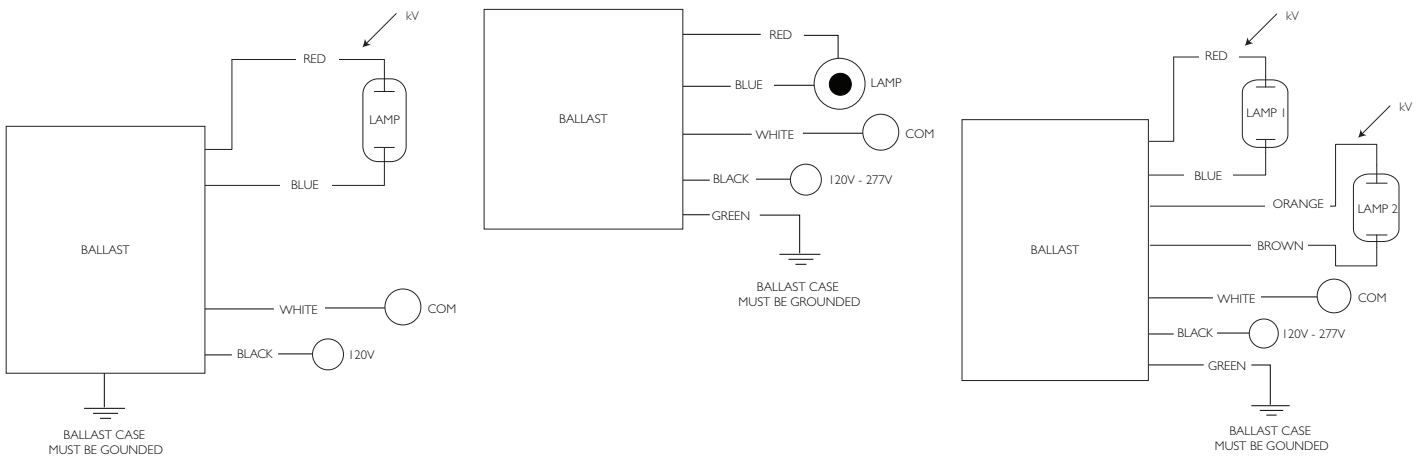 kV
RED
LAMP
BLUE
BALLAST
WHITE
COM
BLACK
120V
BALLAST CASE
MUST BE GOUNDED
RED
BLUE
LAMP
BALLAST
WHITE
COM
BLACK
120V - 277V
GREEN
BALLAST CASE
MUST BE GROUNDED
kV
RED
LAMP 1
kV
BLUE
ORANGE
LAMP 2
BALLAST
BROWN
WHITE
COM
BLACK
120V - 277V
GREEN
BALLAST CASE
MUST BE GROUNDED